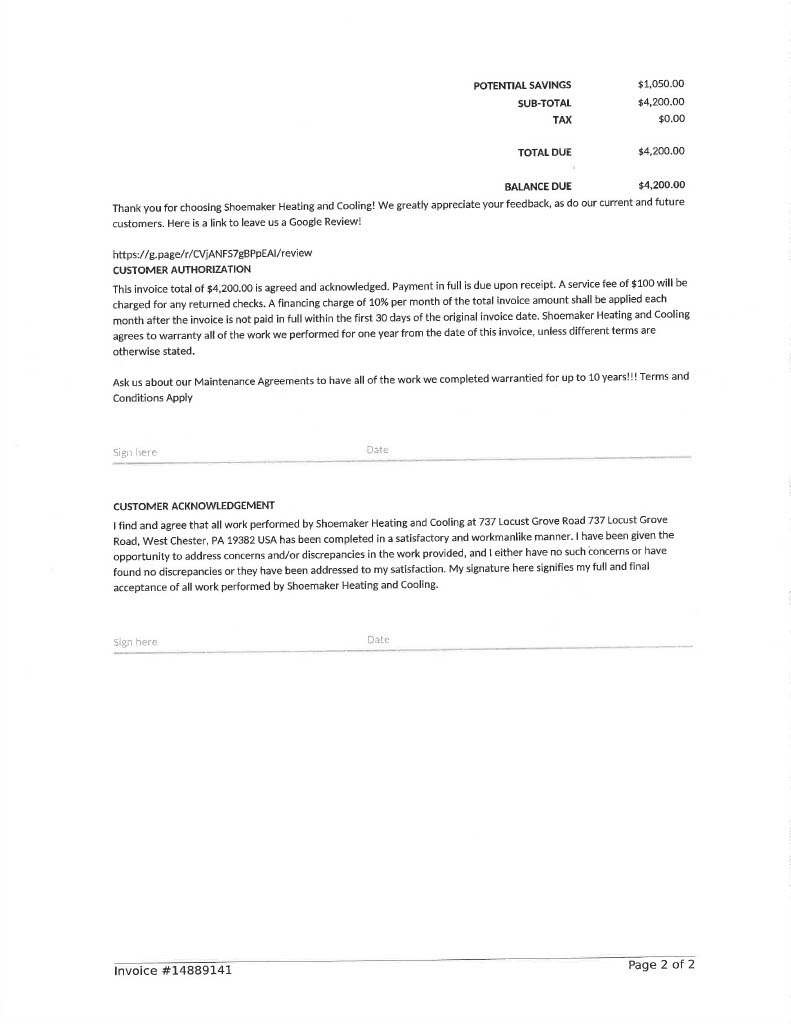 POTENTIAL SAVINGS $1,050.00
SUB-TOTAL $4,200.00
TAX $0.00
TOTAL DUE $4,200.00
BALANCE DUE $4,200.00
Thank you for choosing Shoemaker Heating and Cooling! We greatly appreciate your feedback, as do our current and future
customers. Here is a link to leave us a Google Review!
https://g.page/r/CVjANFS7gBPpEAI/review
CUSTOMER AUTHORIZATION
This invoice total of $4,200.00 is agreed and acknowledged. Payment in full is due upon receipt. A service fee of $100 will be
charged for any returned checks. A financing charge of 10% per month of the total invoice amount shall be applied each
month after the invoice is not paid in full within the first 30 days of the original invoice date. Shoemaker Heating and Cooling
agrees to warranty all of the work we performed for one year from the date of this invoice, unless different terms are
otherwise stated.
Ask us about our Maintenance Agreements to have all of the work we completed warrantied for up to 10 years!!! Terms and
Conditions Apply
Sign here Date
CUSTOMER ACKNOWLEDGEMENT
I find and agree that all work performed by Shoemaker Heating and Cooling at 737 Locust Grove Road 737 Locust Grove
Road, West Chester, PA 19382 USA has been completed in a satisfactory and workmanlike manner. I have been given the
opportunity to address concerns and/or discrepancies in the work provided, and I either have no such concerns or have
found no discrepancies or they have been addressed to my satisfaction. My signature here signifies my full and final
acceptance of all work performed by Shoemaker Heating and Cooling.
Sign here Date
Invoice #14889141 Page 2 of 2